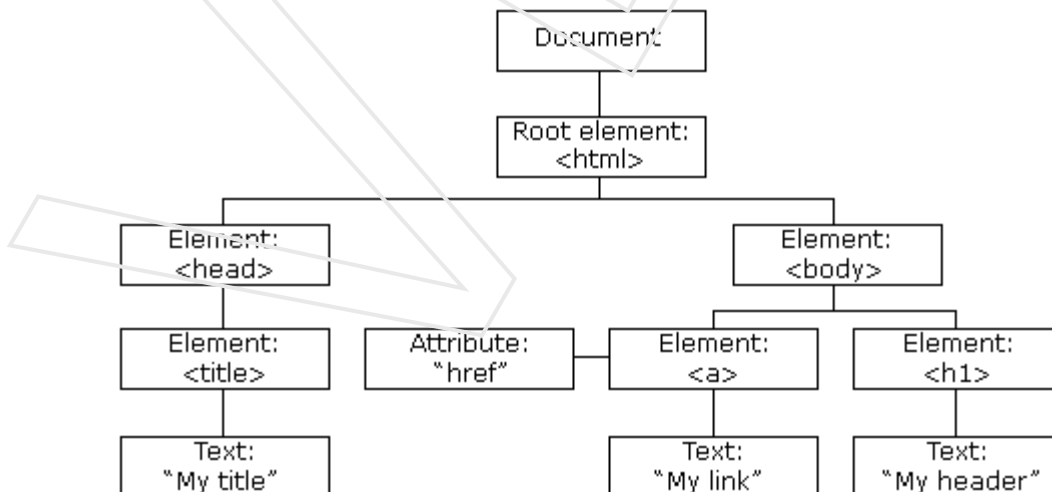 Document
Root element:
<html>
Element:
<head>
Element:
<body>
Element:
<title>
Attribute:
“href”
Element:
<a>
Element:
<h1>
Text:
“My title”
Text:
“My link”
Text:
“My header”